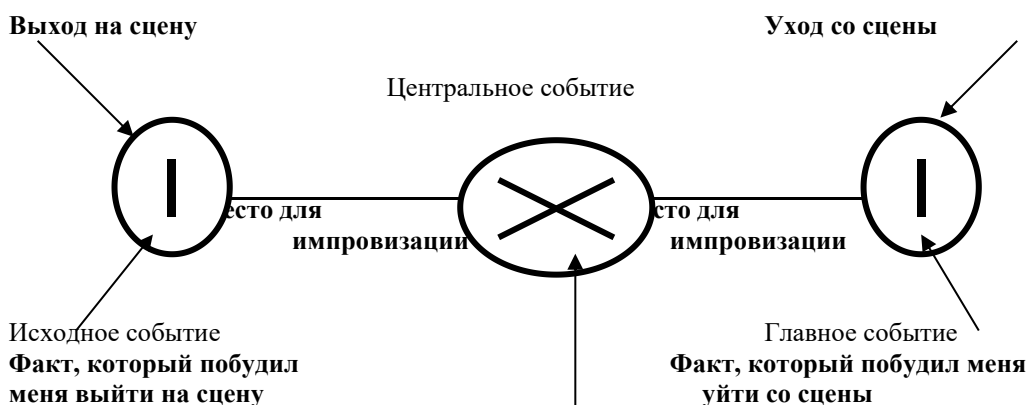 Выход на сцену
Уход со сцены
Центральное событие
есто для
импровизации
сто для
импровизации
Исходное событие
Факт, который побудил
меня выйти на сцену
Главное событие
Факт, который побудил меня
уйти со сцены